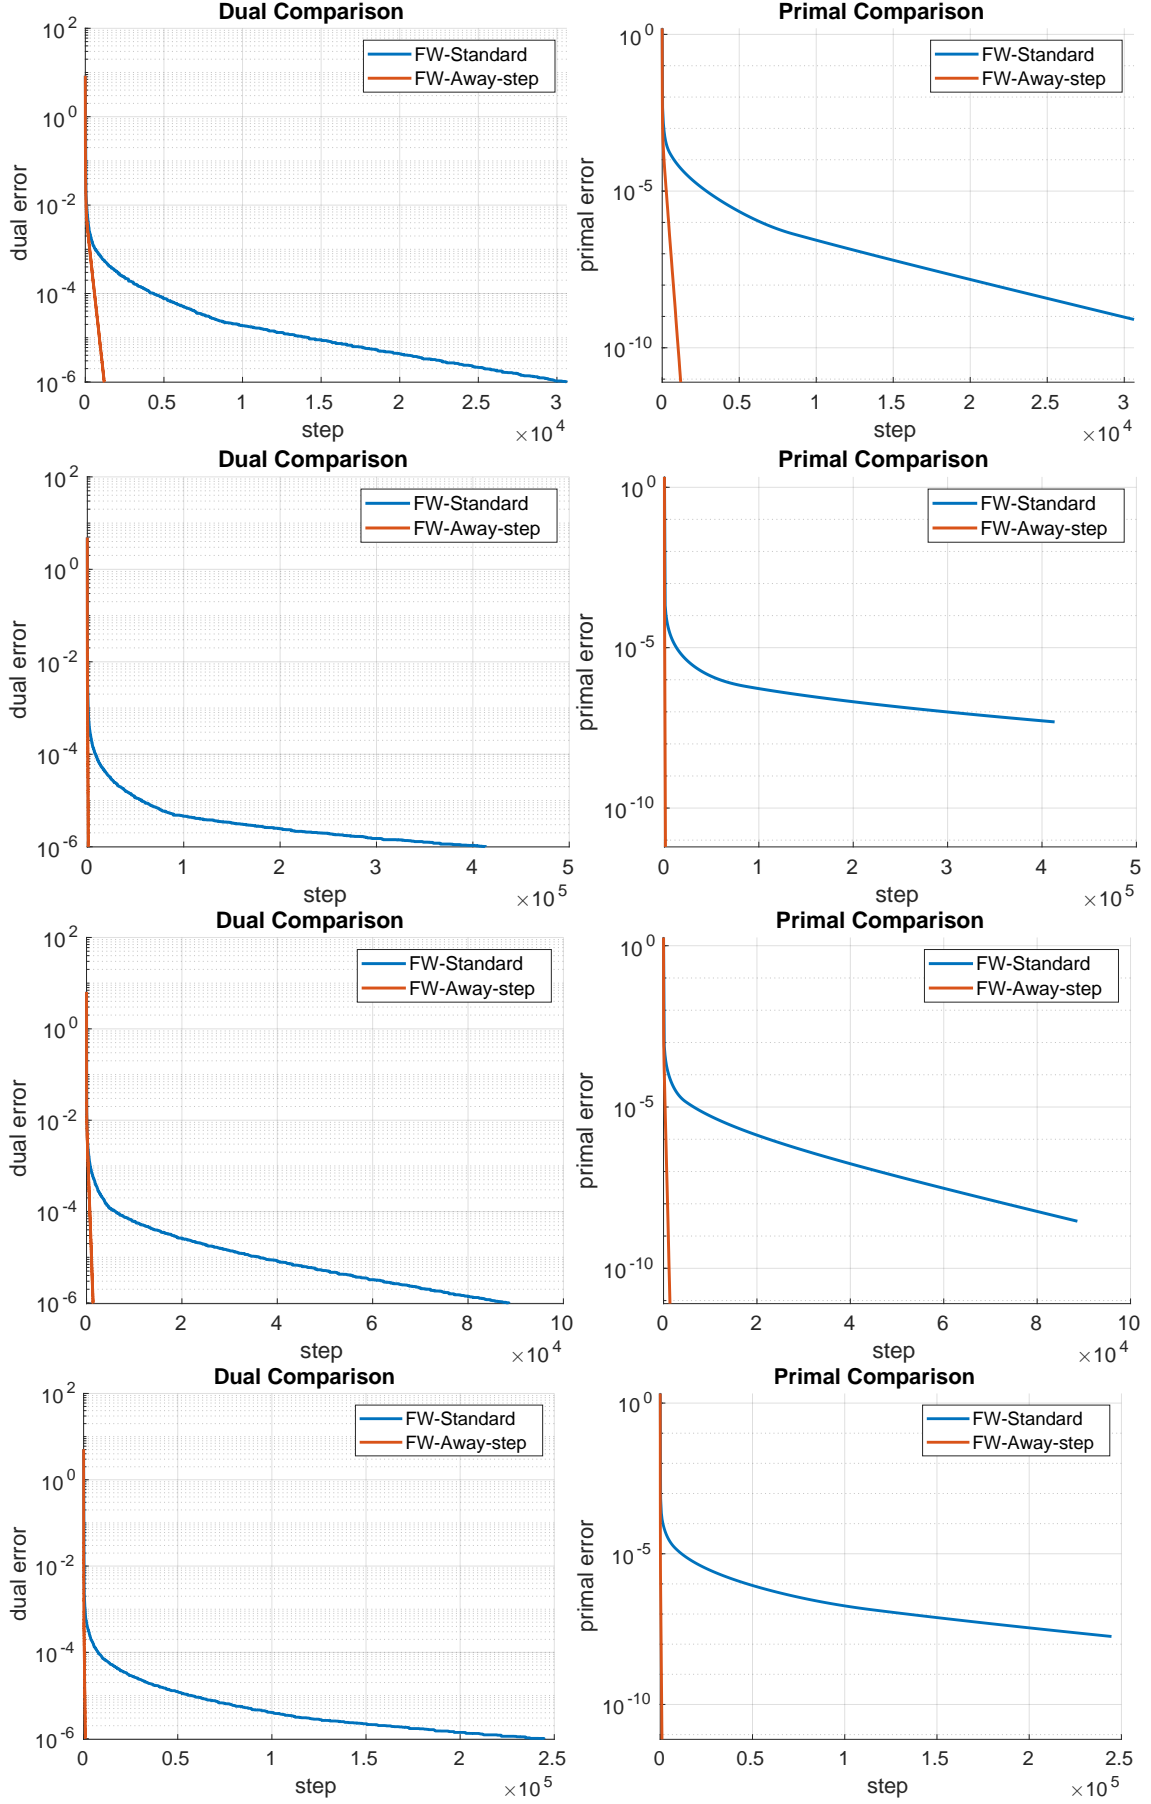 Dual Comparison
10^2
10^0
10^-2
10^-4
10^-6
dual error
FW-Standard
FW-Away-step
0 0.5 1 1.5 2 2.5 3
step
×10^4
Primal Comparison
10^0
10^-5
10^-10
primal error
FW-Standard
FW-Away-step
0 0.5 1 1.5 2 2.5 3
step
×10^4
Dual Comparison
10^2
10^0
10^-2
10^-4
10^-6
dual error
FW-Standard
FW-Away-step
0 1 2 3 4 5
step
×10^5
Primal Comparison
10^0
10^-5
10^-10
primal error
FW-Standard
FW-Away-step
0 1 2 3 4 5
step
×10^5
Dual Comparison
10^2
10^0
10^-2
10^-4
10^-6
dual error
FW-Standard
FW-Away-step
0 2 4 6 8 10
step
×10^4
Primal Comparison
10^0
10^-5
10^-10
primal error
FW-Standard
FW-Away-step
0 2 4 6 8 10
step
×10^4
Dual Comparison
10^2
10^0
10^-2
10^-4
10^-6
dual error
FW-Standard
FW-Away-step
0 0.5 1 1.5 2 2.5
step
×10^5
Primal Comparison
10^0
10^-5
10^-10
primal error
FW-Standard
FW-Away-step
0 0.5 1 1.5 2 2.5
step
×10^5